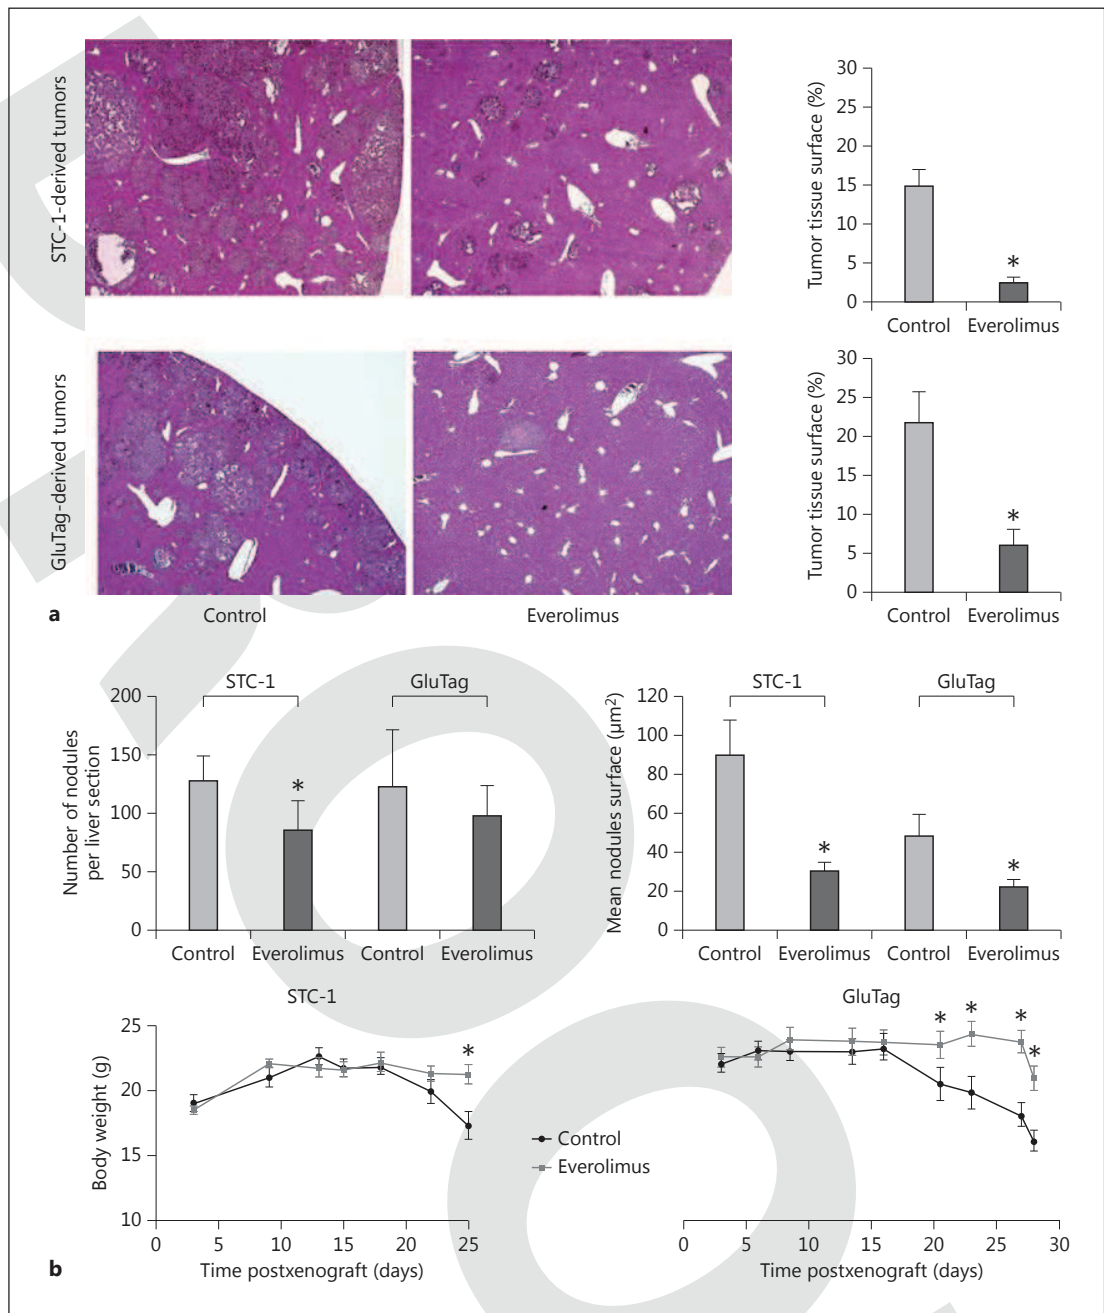 STC-1-derived tumors
Tumor tissue surface (%)
30
25
20
15
10
5
0
*
Control
Everolimus
GluTag-derived tumors
Tumor tissue surface (%)
30
25
20
15
10
5
0
*
Control
Everolimus
a
Control
Everolimus
Number of nodules
per liver section
200
150
100
50
0
STC-1
GluTag
*
Control
Everolimus
Control
Everolimus
Mean nodules surface (µm²)
120
100
80
60
40
20
0
STC-1
GluTag
*
*
Control
Everolimus
Control
Everolimus
STC-1
Body weight (g)
25
20
15
10
*
0
5
10
15
20
25
Time postxenograft (days)
Control
Everolimus
GluTag
*
*
*
*
0
5
10
15
20
25
30
Time postxenograft (days)
b